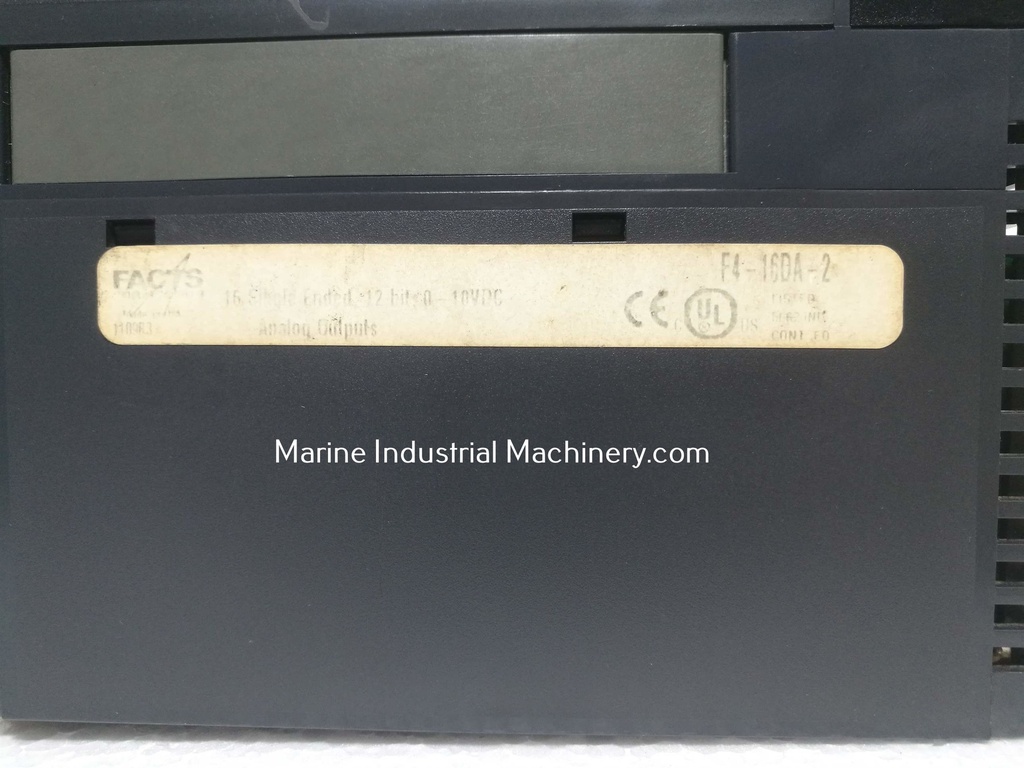 FACTS
F4-16DA-2
16 Single Ended 12 bit 0-10VDC
Analog Outputs
CE
C UL US
LISTED
Marine Industrial Machinery.com